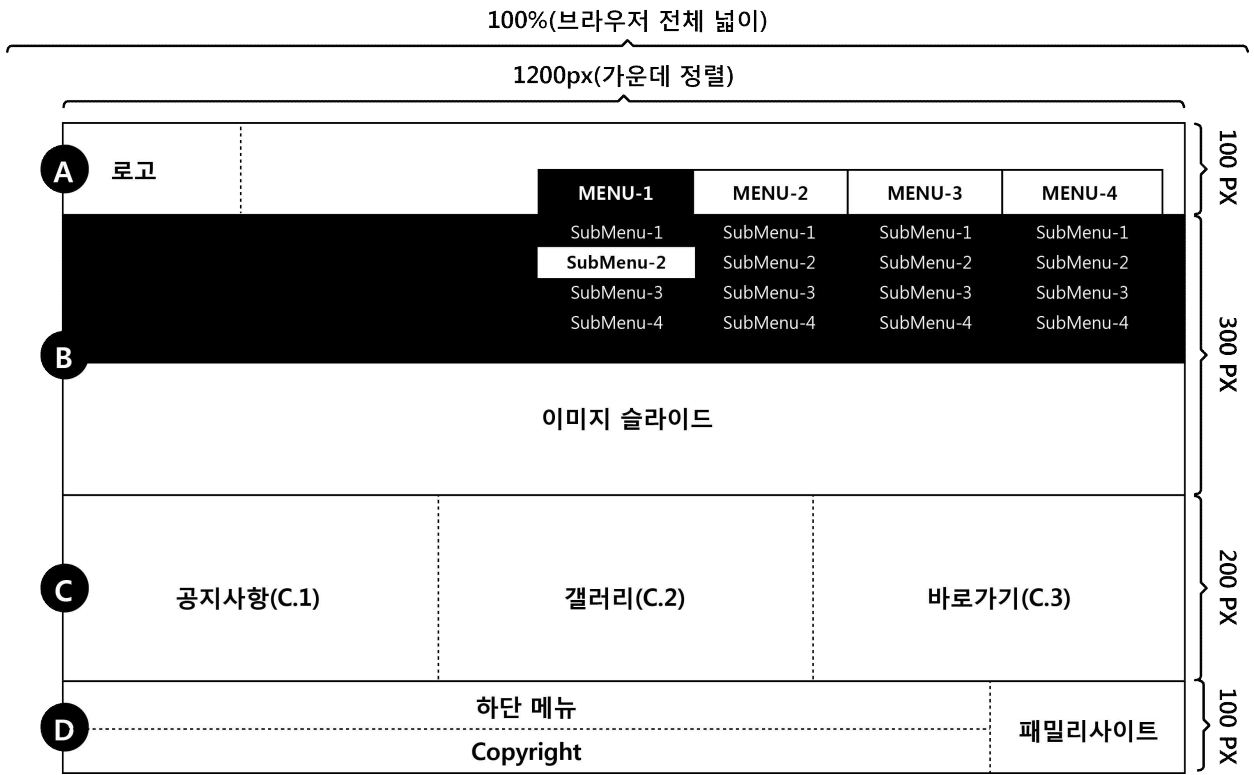 100%(브라우저 전체 넓이)
1200px(가운데 정렬)
A
로고
MENU-1 MENU-2 MENU-3 MENU-4
100 PX
SubMenu-1 SubMenu-1 SubMenu-1 SubMenu-1
SubMenu-2 SubMenu-2 SubMenu-2 SubMenu-2
SubMenu-3 SubMenu-3 SubMenu-3 SubMenu-3
SubMenu-4 SubMenu-4 SubMenu-4 SubMenu-4
B
300 PX
이미지 슬라이드
C
공지사항(C.1) 갤러리(C.2) 바로가기(C.3)
200 PX
D
하단 메뉴
Copyright
패밀리사이트
100 PX